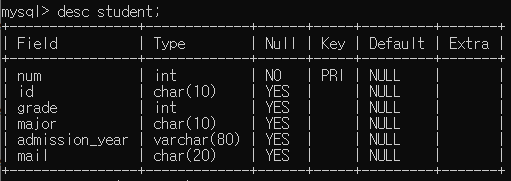 mysql> desc student;
+----------------+-------------+------+-----+---------+-------+
| Field          | Type        | Null | Key | Default | Extra |
+----------------+-------------+------+-----+---------+-------+
| num            | int         | NO   | PRI | NULL    |       |
| id             | char(10)    | YES  |     | NULL    |       |
| grade          | int         | YES  |     | NULL    |       |
| major          | char(10)    | YES  |     | NULL    |       |
| admission_year | varchar(80) | YES  |     | NULL    |       |
| mail           | char(20)    | YES  |     | NULL    |       |
+----------------+-------------+------+-----+---------+-------+